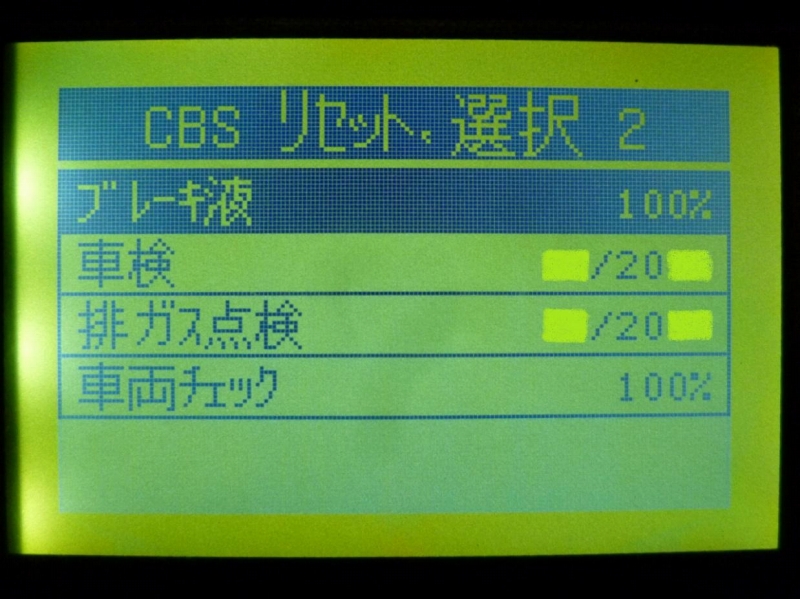 CBS リセット. 選択 2
ブレーキ液 100%
車検 /20
排ガス点検 /20
車両チェック 100%